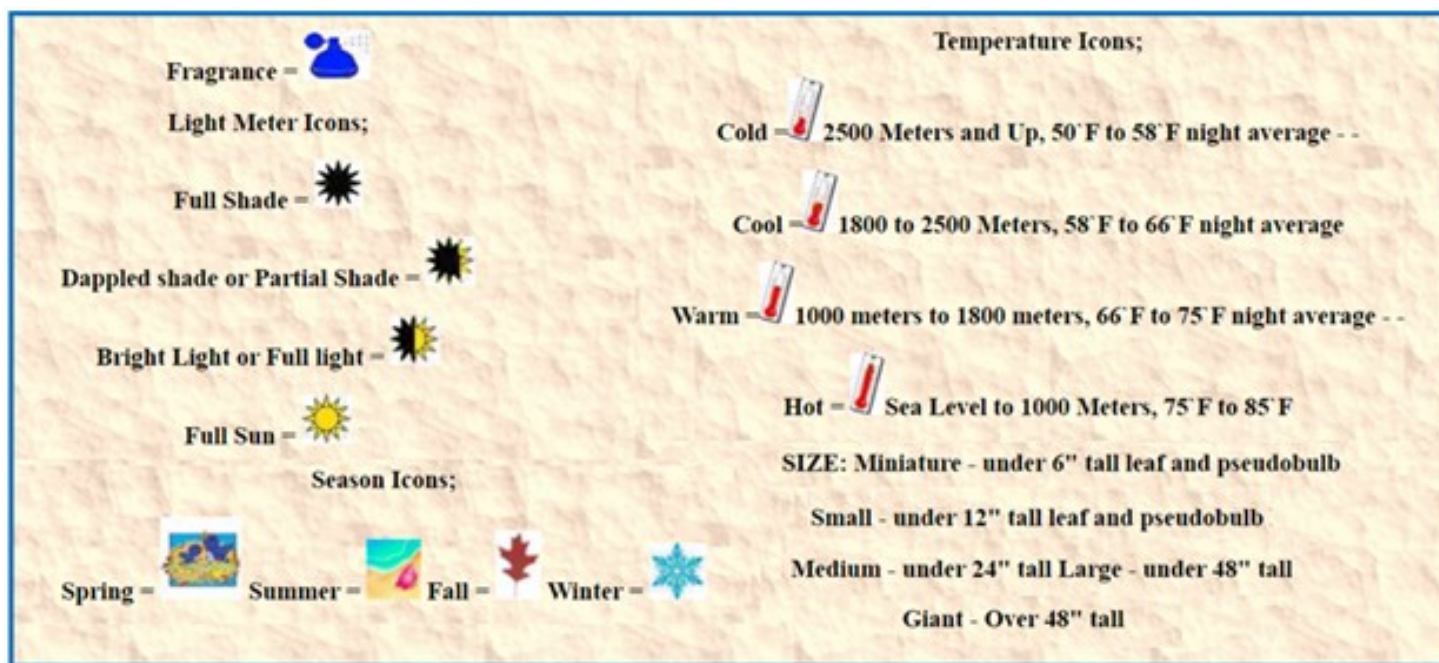 Fragrance =
Light Meter Icons;
Full Shade =
Dappled shade or Partial Shade =
Bright Light or Full light =
Full Sun =
Season Icons;
Spring = Summer = Fall = Winter =
Temperature Icons;
Cold = 2500 Meters and Up, 50`F to 58`F night average - -
Cool = 1800 to 2500 Meters, 58`F to 66`F night average
Warm = 1000 meters to 1800 meters, 66`F to 75`F night average - -
Hot = Sea Level to 1000 Meters, 75`F to 85`F
SIZE: Miniature - under 6" tall leaf and pseudobulb
Small - under 12" tall leaf and pseudobulb
Medium - under 24" tall Large - under 48" tall
Giant - Over 48" tall